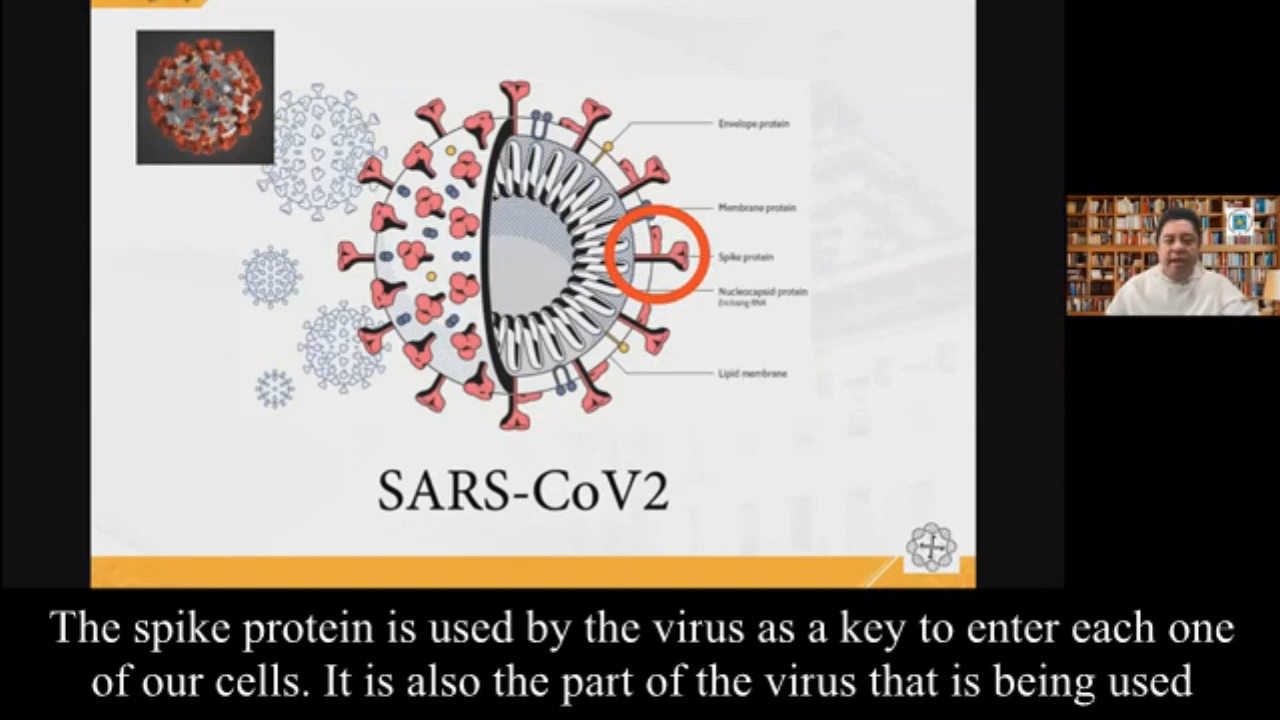 Envelope protein
Membrane protein
Spike protein
Nucleocapsid protein
Enclosing RNA
Lipid membrane
SARS-CoV2
The spike protein is used by the virus as a key to enter each one
of our cells. It is also the part of the virus that is being used